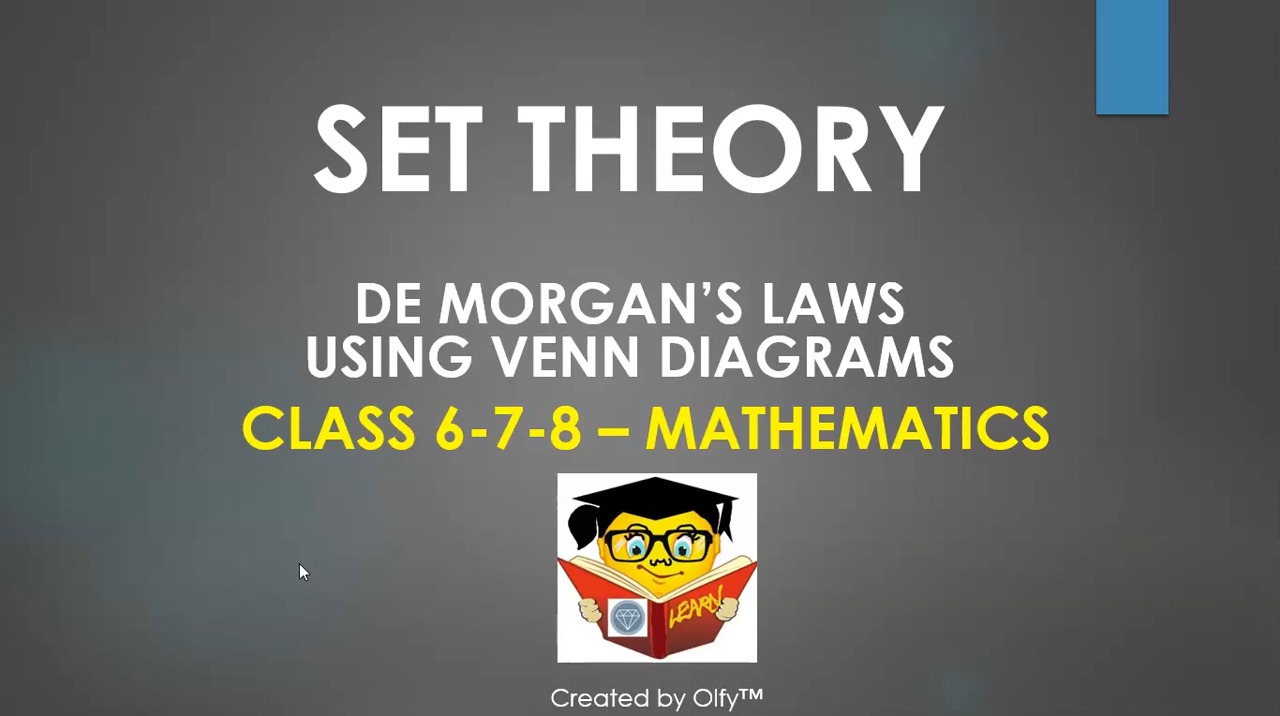 SET THEORY
DE MORGAN’S LAWS
USING VENN DIAGRAMS
CLASS 6-7-8 – MATHEMATICS
LEARN
Created by Olfy™